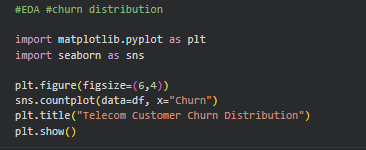 #EDA #churn distribution
import matplotlib.pyplot as plt
import seaborn as sns
plt.figure(figsize=(6,4))
sns.countplot(data=df, x="Churn")
plt.title("Telecom Customer Churn Distribution")
plt.show()